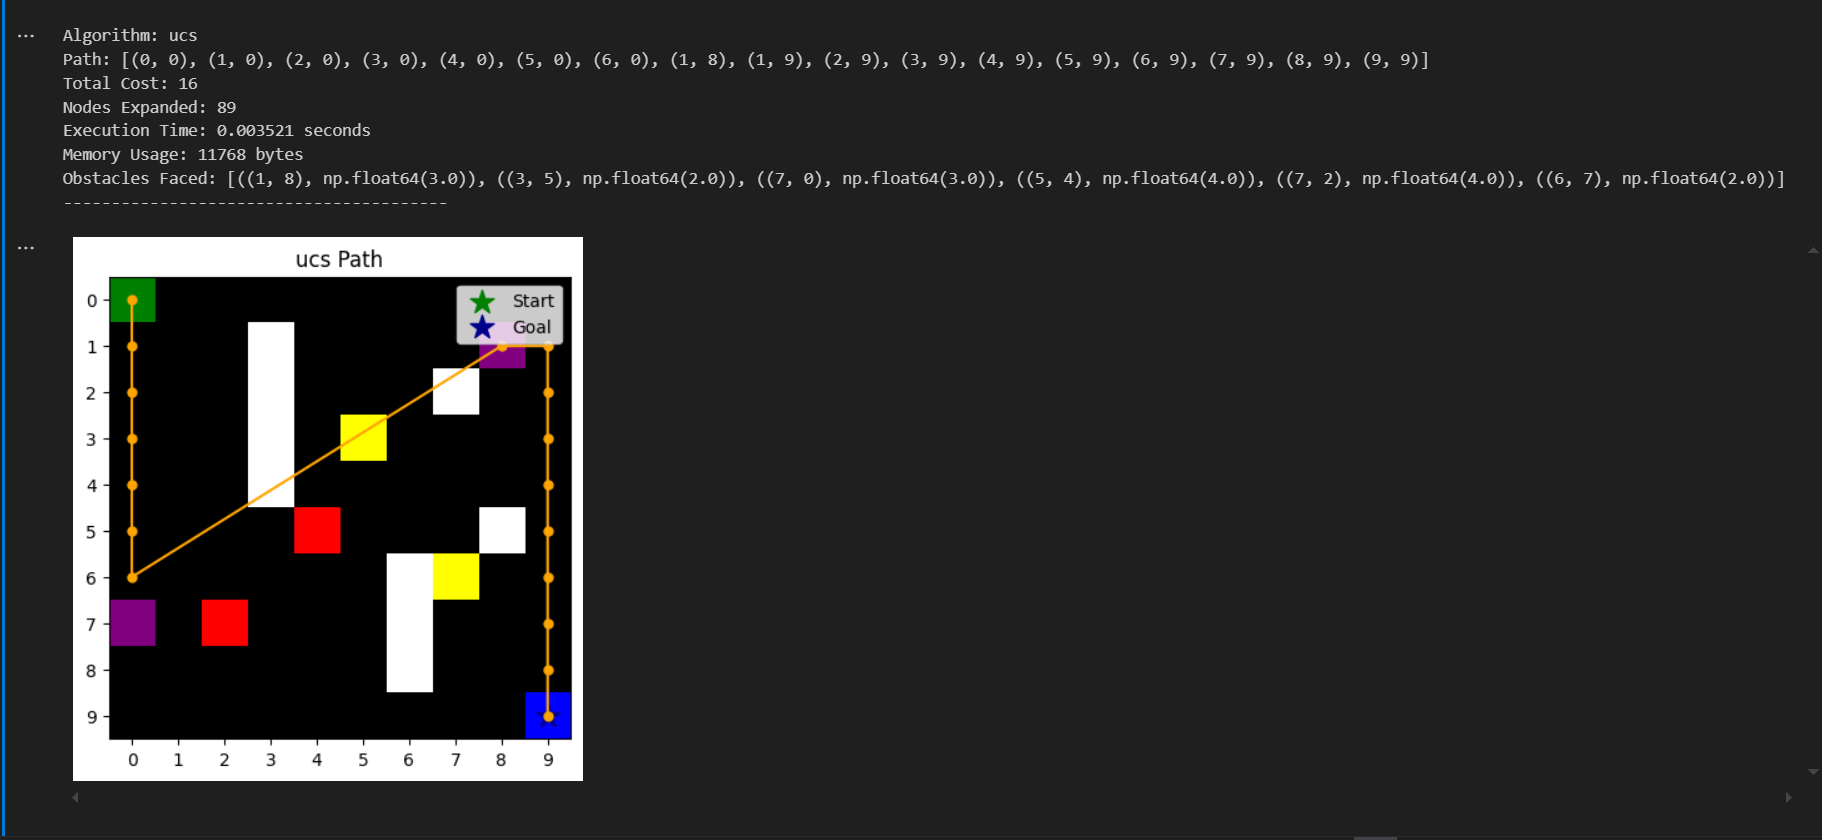 ...
Algorithm: ucs
Path: [(0, 0), (1, 0), (2, 0), (3, 0), (4, 0), (5, 0), (6, 0), (1, 8), (1, 9), (2, 9), (3, 9), (4, 9), (5, 9), (6, 9), (7, 9), (8, 9), (9, 9)]
Total Cost: 16
Nodes Expanded: 89
Execution Time: 0.003521 seconds
Memory Usage: 11768 bytes
Obstacles Faced: [((1, 8), np.float64(3.0)), ((3, 5), np.float64(2.0)), ((7, 0), np.float64(3.0)), ((5, 4), np.float64(4.0)), ((7, 2), np.float64(4.0)), ((6, 7), np.float64(2.0))]
----------------------------------------
...
ucs Path
Start
Goal
0
1
2
3
4
5
6
7
8
9
0 1 2 3 4 5 6 7 8 9